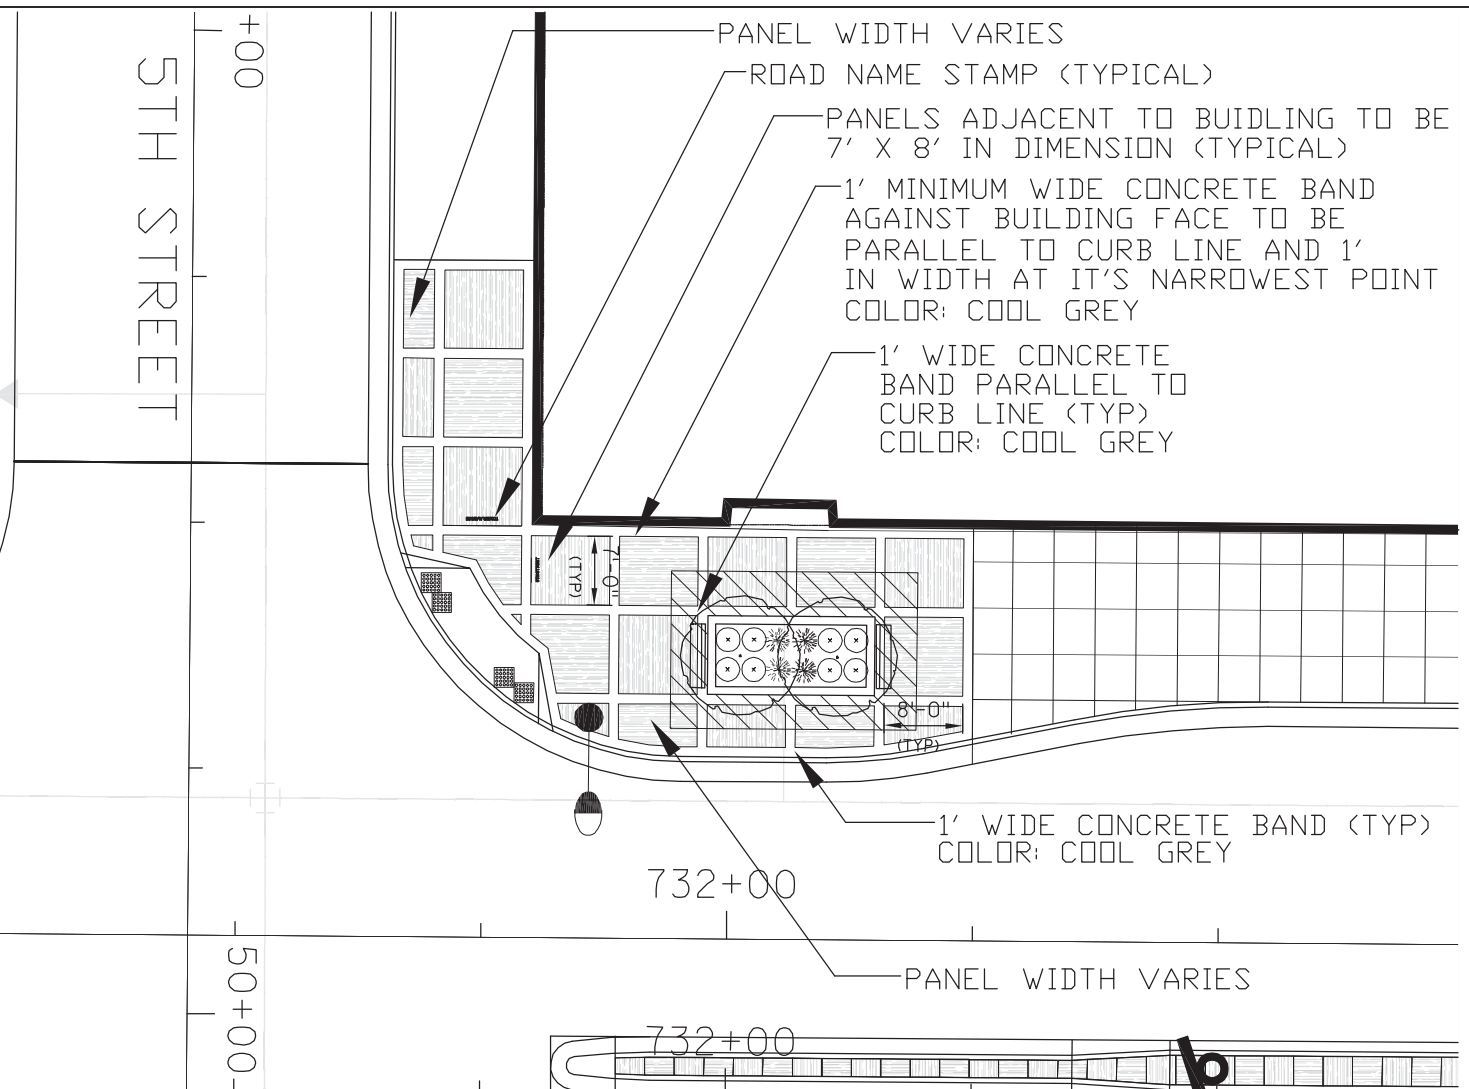 PANEL WIDTH VARIES
ROAD NAME STAMP (TYPICAL)
PANELS ADJACENT TO BUIDLING TO BE
7' X 8' IN DIMENSION (TYPICAL)
1' MINIMUM WIDE CONCRETE BAND
AGAINST BUILDING FACE TO BE
PARALLEL TO CURB LINE AND 1'
IN WIDTH AT IT'S NARROWEST POINT
COLOR: COOL GREY
1' WIDE CONCRETE
BAND PARALLEL TO
CURB LINE (TYP)
COLOR: COOL GREY
+00
5TH STREET
7'-0"
(TYP)
8'-0"
(TYP)
1' WIDE CONCRETE BAND (TYP)
COLOR: COOL GREY
732+00
50+00
PANEL WIDTH VARIES
732+00